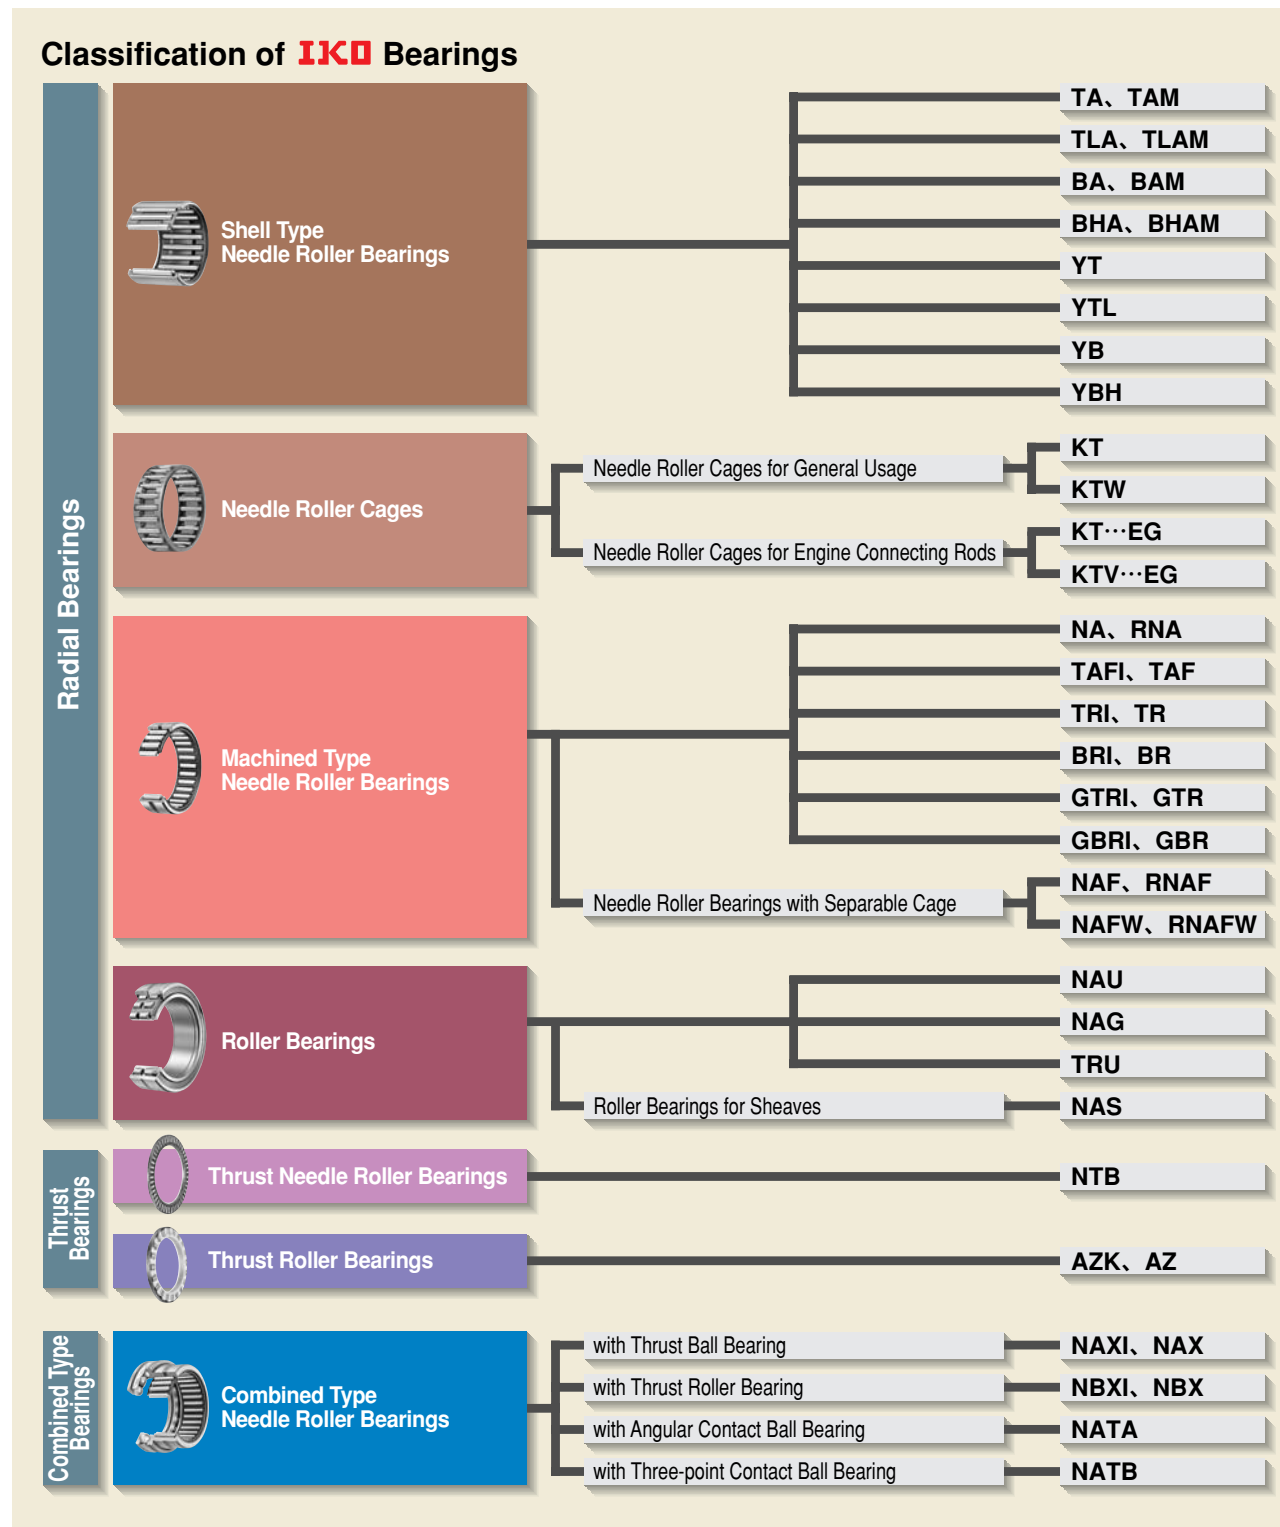 Classification of IKO Bearings
Radial Bearings
Shell Type
Needle Roller Bearings
TA、TAM
TLA、TLAM
BA、BAM
BHA、BHAM
YT
YTL
YB
YBH
Needle Roller Cages
Needle Roller Cages for General Usage
KT
KTW
Needle Roller Cages for Engine Connecting Rods
KT···EG
KTV···EG
Machined Type
Needle Roller Bearings
NA、RNA
TAFI、TAF
TRI、TR
BRI、BR
GTRI、GTR
GBRI、GBR
Needle Roller Bearings with Separable Cage
NAF、RNAF
NAFW、RNAFW
Roller Bearings
NAU
NAG
TRU
Roller Bearings for Sheaves
NAS
Thrust
Bearings
Thrust Needle Roller Bearings
NTB
Thrust Roller Bearings
AZK、AZ
Combined Type
Bearings
Combined Type
Needle Roller Bearings
with Thrust Ball Bearing
NAXI、NAX
with Thrust Roller Bearing
NBXI、NBX
with Angular Contact Ball Bearing
NATA
with Three-point Contact Ball Bearing
NATB